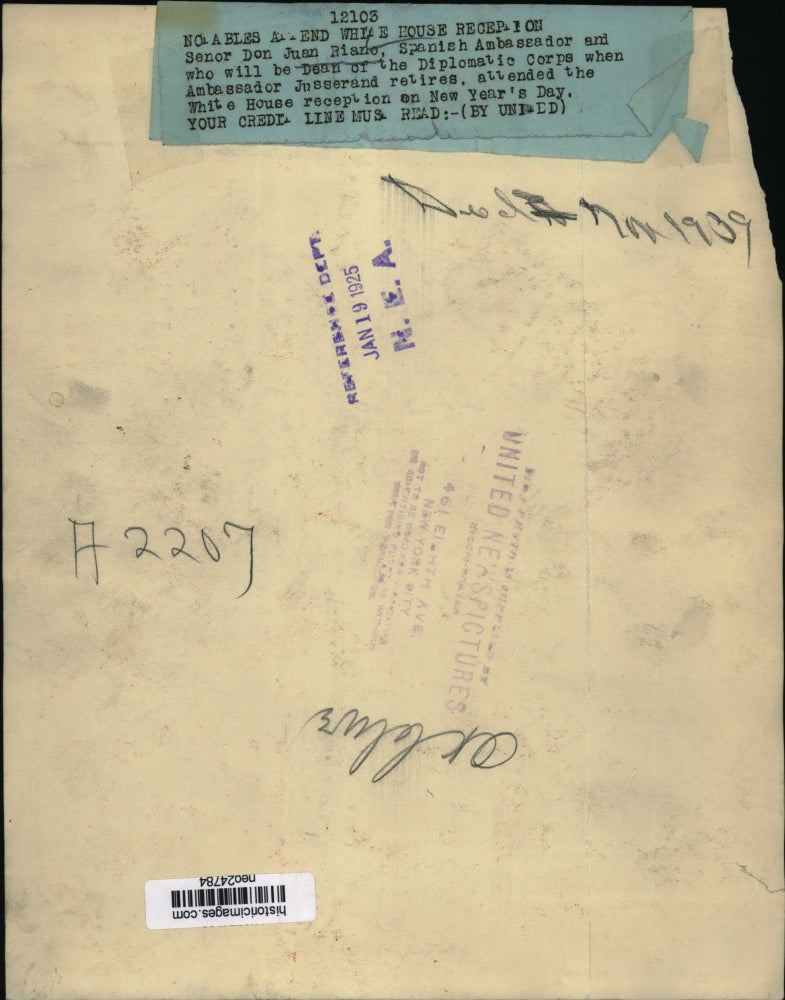 12103
NOTABLES ATTEND WHITE HOUSE RECEPTION
Senor Don Juan Riano, Spanish Ambassador and
who will be Dean of the Diplomatic Corps when
Ambassador Jusserand retires, attended the
White House reception on New Year's Day.
YOUR CREDIT LINE MUST READ:-(BY UNITED)
Nov 1939
REFERENCE DEPT.
JAN 19 1925
N. E. A.
UNITED NEWSPICTURES
INCORPORATED
461 EIGHTH AVE.
NEW YORK CITY
A 2207
historicimages.com
neo24784